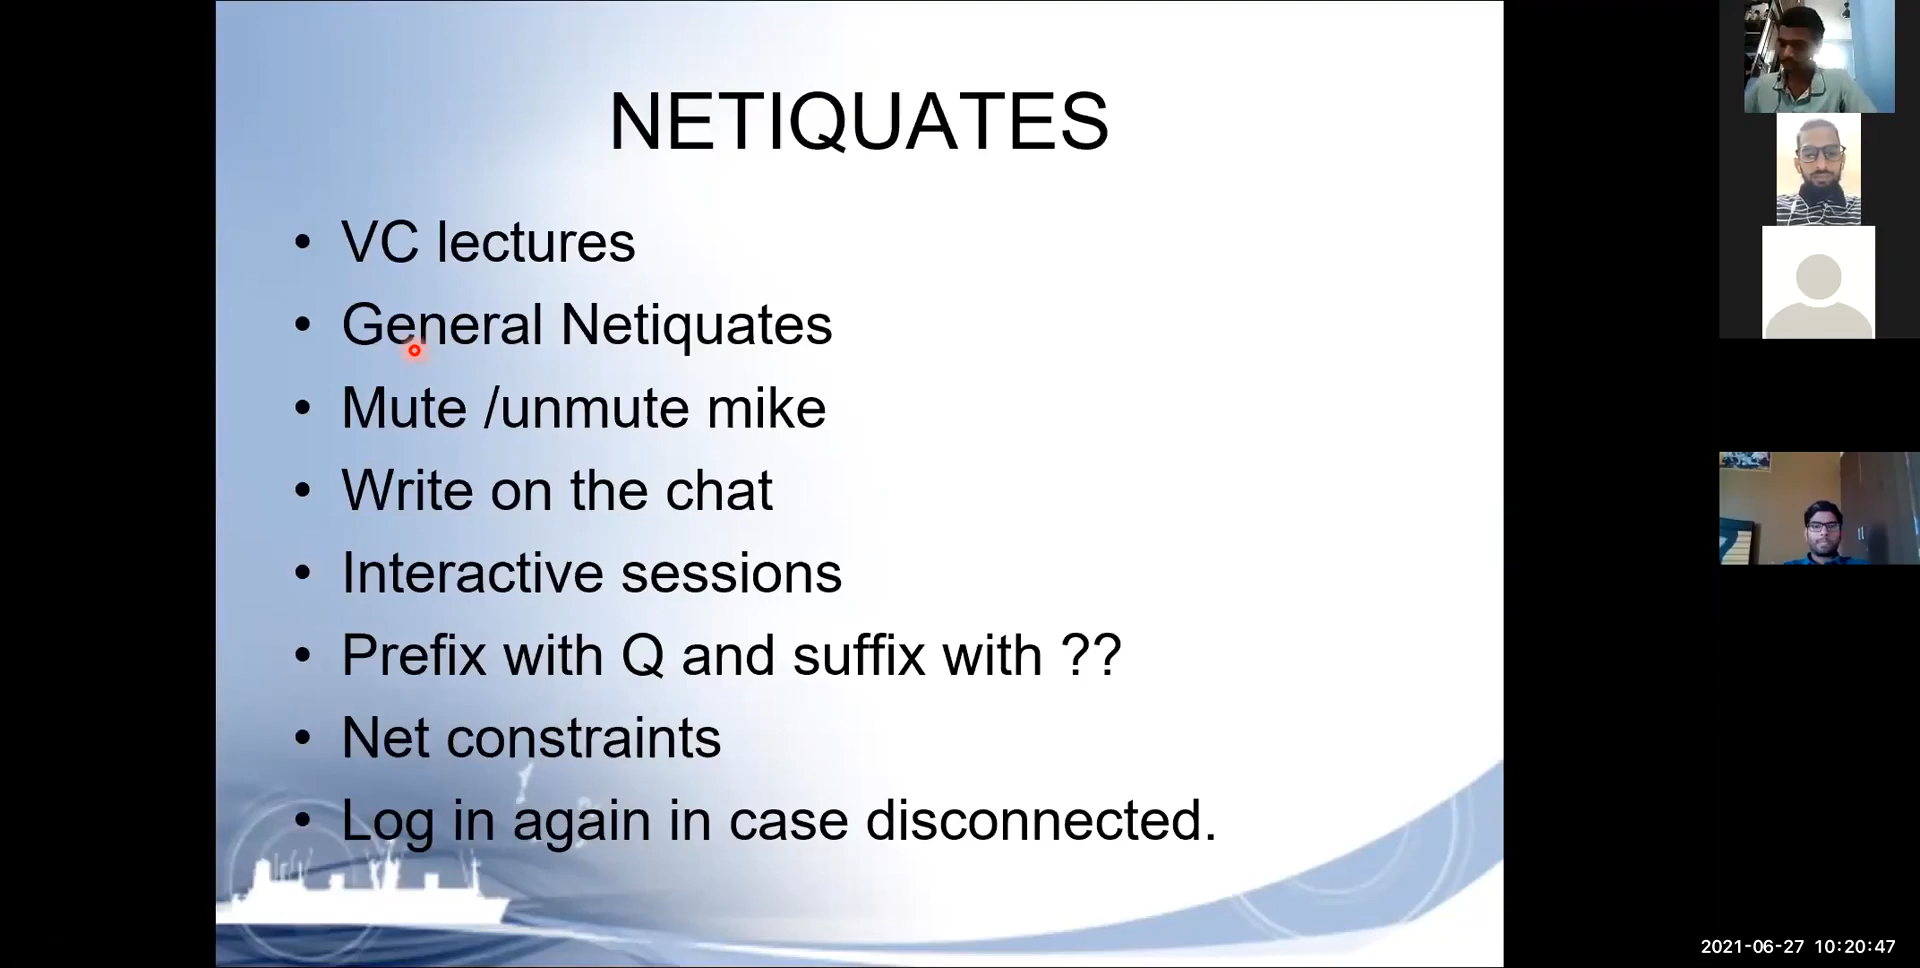 NETIQUATES
• VC lectures
• General Netiquates
• Mute /unmute mike
• Write on the chat
• Interactive sessions
• Prefix with Q and suffix with ??
• Net constraints
• Log in again in case disconnected.
2021-06-27 10:20:47